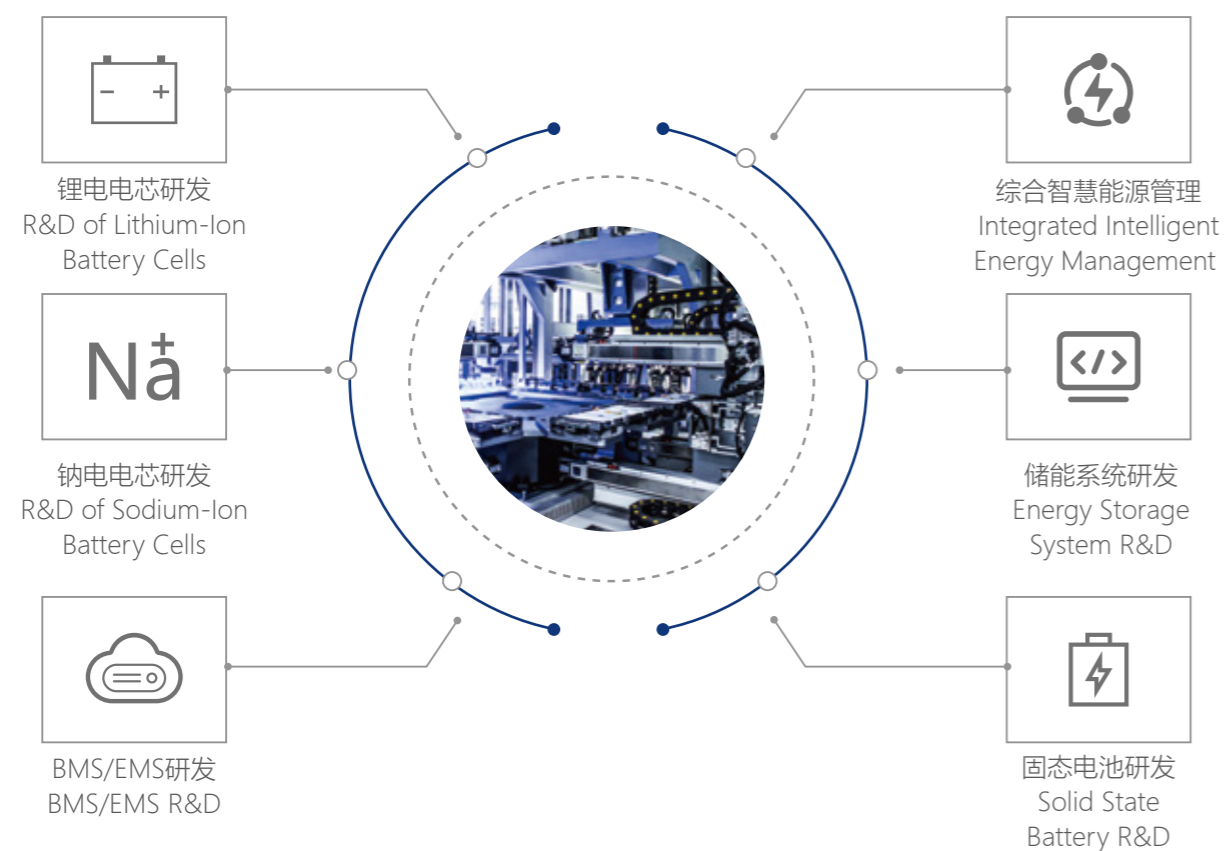 锂电电芯研发
R&D of Lithium-Ion
Battery Cells
Na+
钠电电芯研发
R&D of Sodium-Ion
Battery Cells
BMS/EMS研发
BMS/EMS R&D
综合智慧能源管理
Integrated Intelligent
Energy Management
</>
储能系统研发
Energy Storage
System R&D
固态电池研发
Solid State
Battery R&D